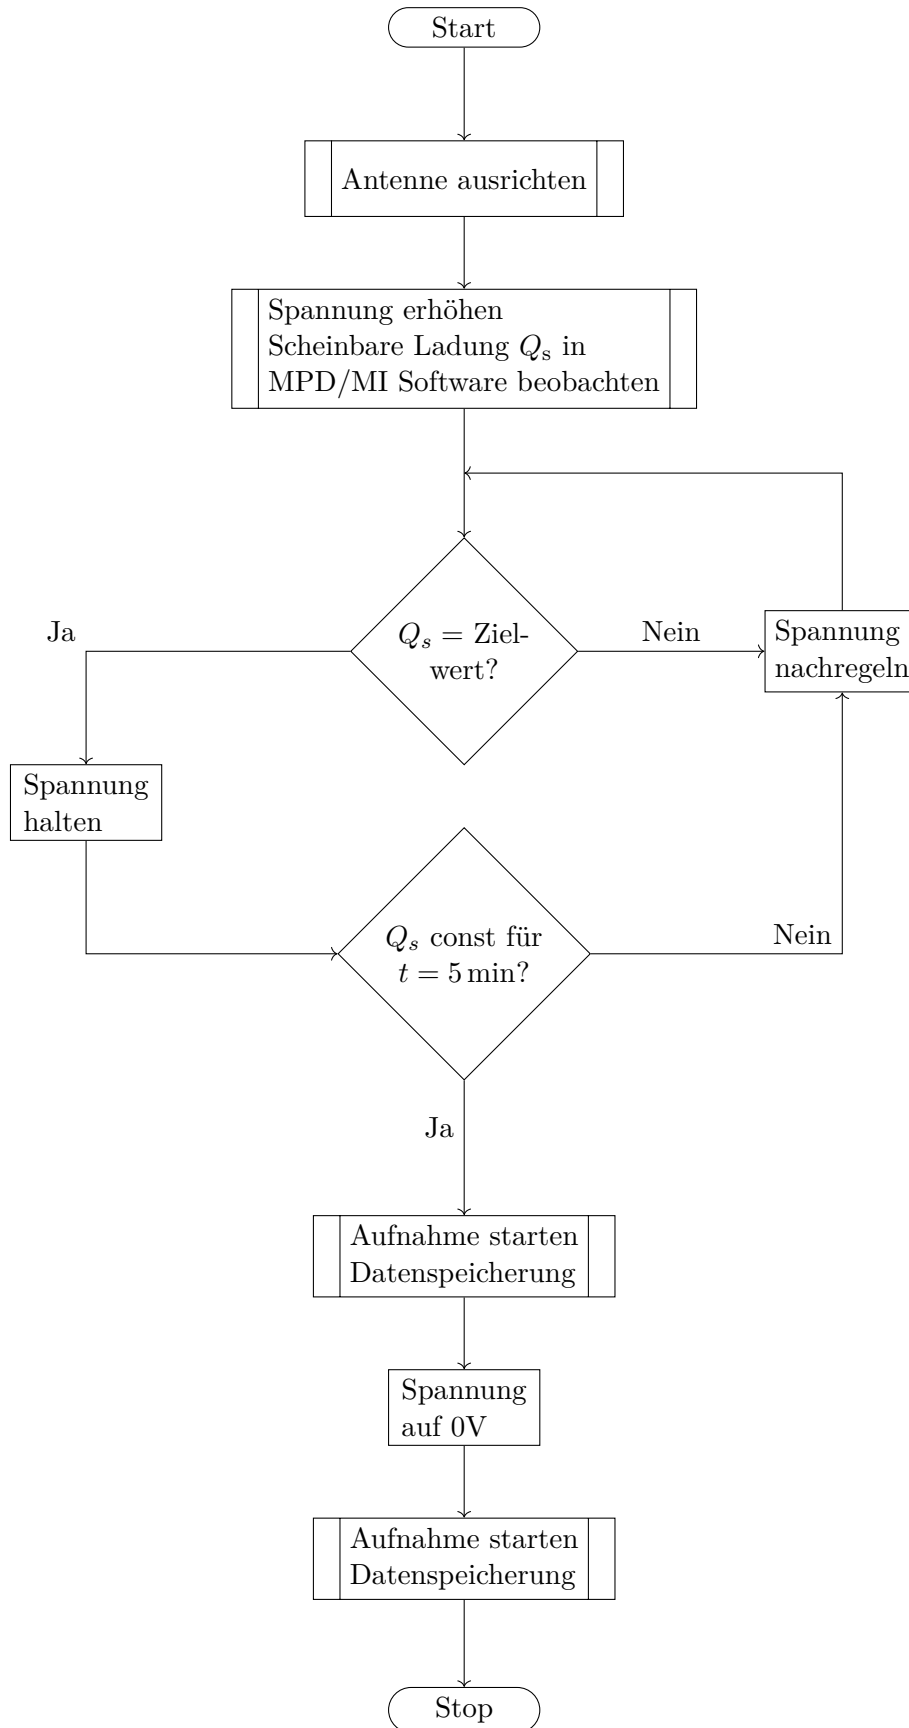 Start
Antenne ausrichten
Spannung erhöhen
Scheinbare Ladung Qs in
MPD/MI Software beobachten
Qs = Ziel-
wert?
Ja
Nein
Spannung
nachregeln
Spannung
halten
Qs const für
t = 5 min?
Nein
Ja
Aufnahme starten
Datenspeicherung
Spannung
auf 0V
Aufnahme starten
Datenspeicherung
Stop